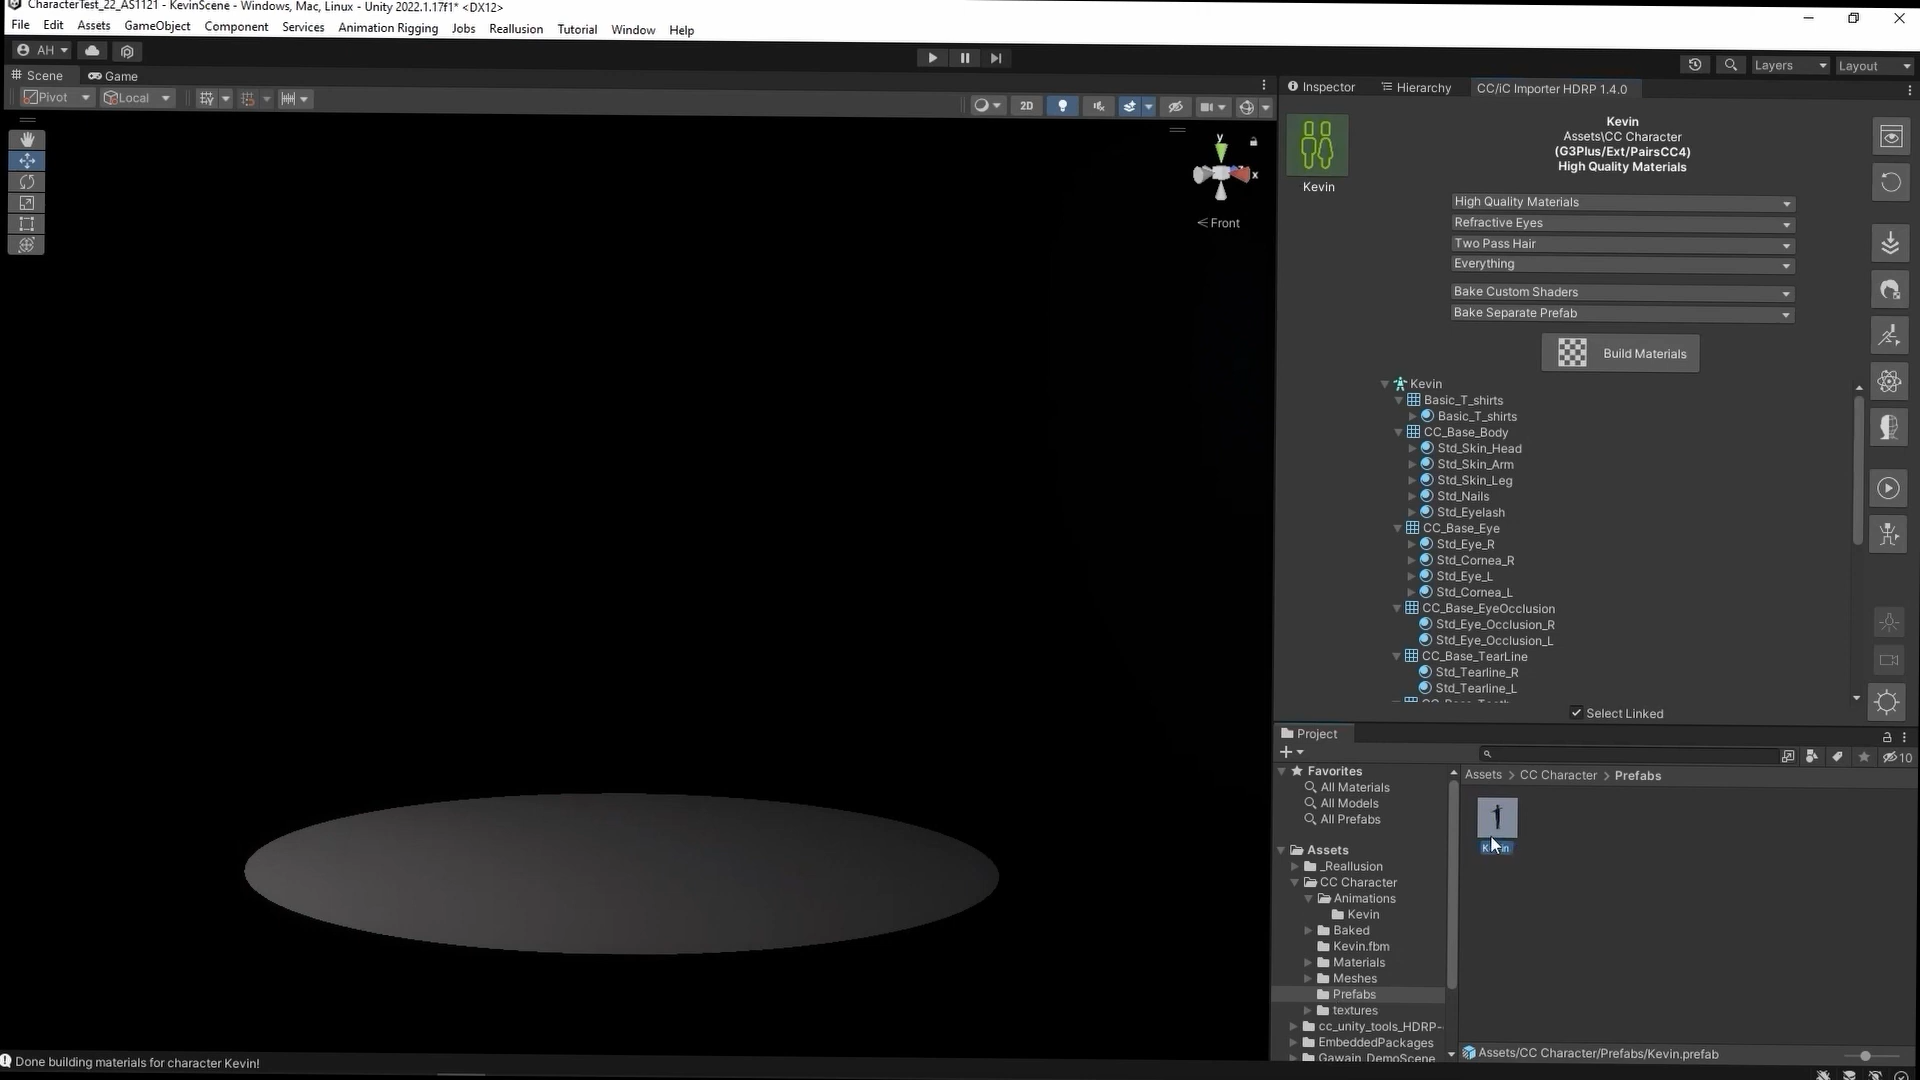 CharacterTest_22_AS1121 - KevinScene - Windows, Mac, Linux - Unity 2022.1.17f1* <DX12>
File Edit Assets GameObject Component Services Animation Rigging Jobs Reallusion Tutorial Window Help
AH
Layers Layout
Scene Game
Pivot Local
2D
y
x
< Front
Inspector Hierarchy CC/iC Importer HDRP 1.4.0
Kevin
Kevin
Assets\CC Character
(G3Plus/Ext/PairsCC4)
High Quality Materials
High Quality Materials
Refractive Eyes
Two Pass Hair
Everything
Bake Custom Shaders
Bake Separate Prefab
Build Materials
Kevin
Basic_T_shirts
Basic_T_shirts
CC_Base_Body
Std_Skin_Head
Std_Skin_Arm
Std_Skin_Leg
Std_Nails
Std_Eyelash
CC_Base_Eye
Std_Eye_R
Std_Cornea_R
Std_Eye_L
Std_Cornea_L
CC_Base_EyeOcclusion
Std_Eye_Occlusion_R
Std_Eye_Occlusion_L
CC_Base_TearLine
Std_Tearline_R
Std_Tearline_L
Select Linked
Project
10
Favorites
All Materials
All Models
All Prefabs
Assets
_Reallusion
CC Character
Animations
Kevin
Baked
Kevin.fbm
Materials
Meshes
Prefabs
textures
cc_unity_tools_HDRP-
EmbeddedPackages
Gawain_DemoScene
Assets > CC Character > Prefabs
Assets/CC Character/Prefabs/Kevin.prefab
Done building materials for character Kevin!